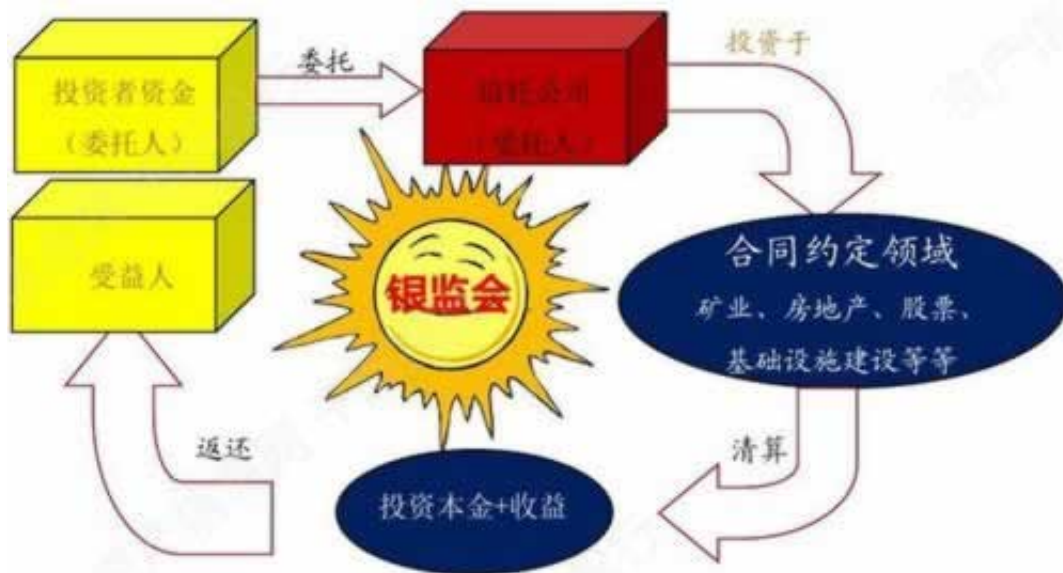 投资者资金
（委托人）
委托
信托公司
（受托人）
投资于
合同约定领域
矿业、房地产、股票、
基础设施建设等等
清算
投资本金+收益
返还
受益人
银监会